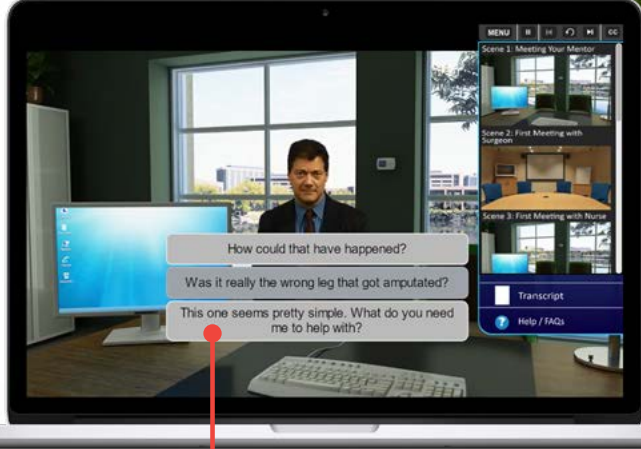 MENU
CC
Scene 1: Meeting Your Mentor
Scene 2: First Meeting with
Surgeon
Scene 3: First Meeting with Nurse
How could that have happened?
Was it really the wrong leg that got amputated?
This one seems pretty simple. What do you need
me to help with?
Transcript
? Help / FAQs